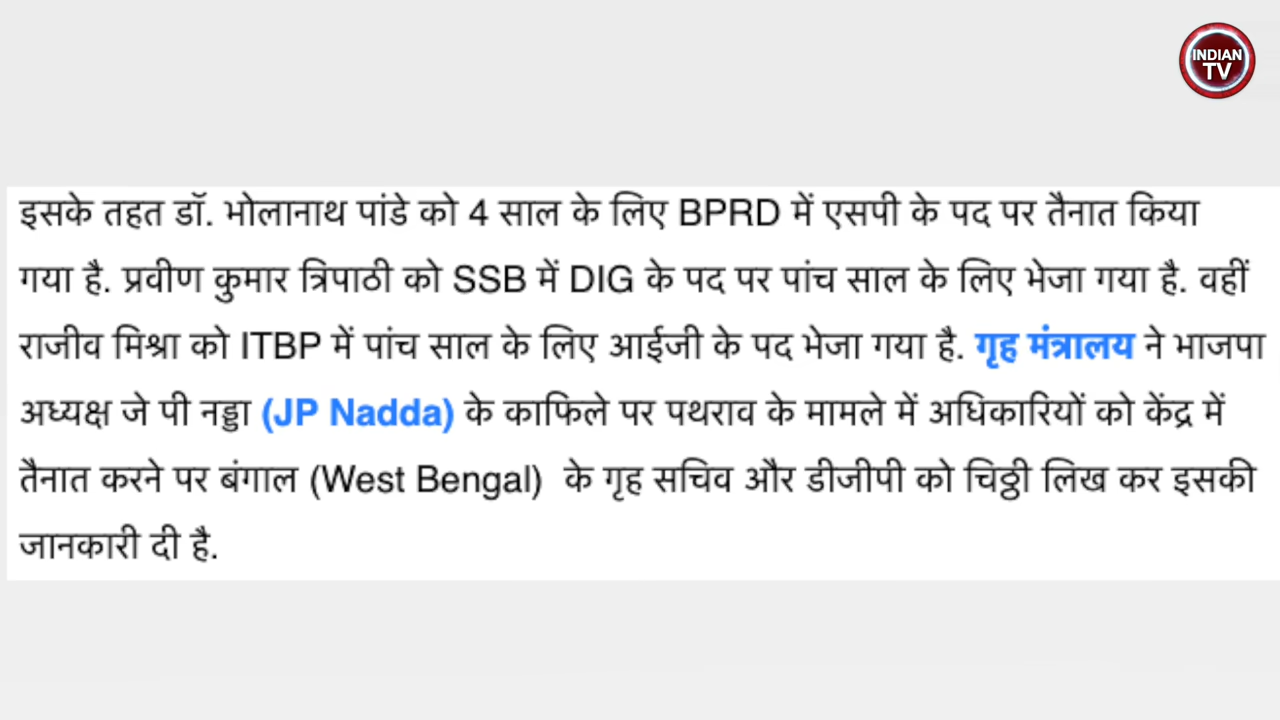 INDIAN
TV
इसके तहत डॉ. भोलानाथ पांडे को 4 साल के लिए BPRD में एसपी के पद पर तैनात किया
गया है. प्रवीण कुमार त्रिपाठी को SSB में DIG के पद पर पांच साल के लिए भेजा गया है. वहीं
राजीव मिश्रा को ITBP में पांच साल के लिए आईजी के पद भेजा गया है. गृह मंत्रालय ने भाजपा
अध्यक्ष जे पी नड्डा (JP Nadda) के काफिले पर पथराव के मामले में अधिकारियों को केंद्र में
तैनात करने पर बंगाल (West Bengal) के गृह सचिव और डीजीपी को चिठ्ठी लिख कर इसकी
जानकारी दी है.